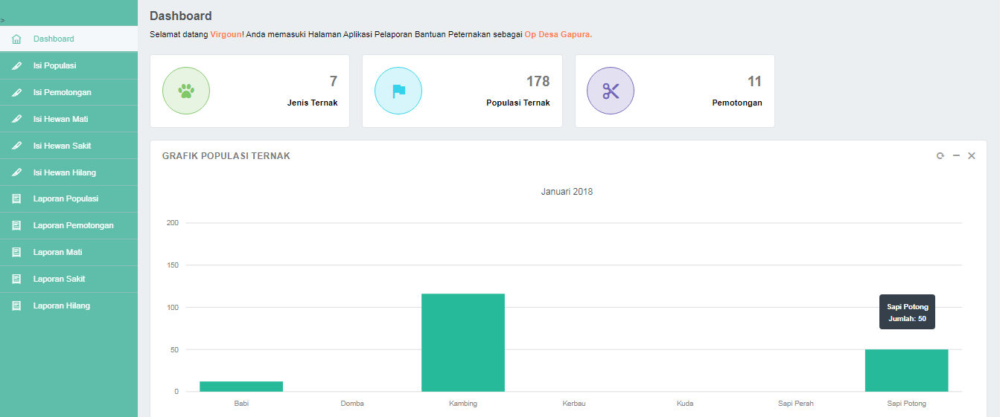 >
Dashboard
Isi Populasi
Isi Pemotongan
Isi Hewan Mati
Isi Hewan Sakit
Isi Hewan Hilang
Laporan Populasi
Laporan Pemotongan
Laporan Mati
Laporan Sakit
Laporan Hilang
Dashboard
Selamat datang Virgoun! Anda memasuki Halaman Aplikasi Pelaporan Bantuan Peternakan sebagai Op Desa Gapura.
7
Jenis Ternak
178
Populasi Ternak
11
Pemotongan
GRAFIK POPULASI TERNAK
Januari 2018
200
150
100
50
0
Sapi Potong
Jumlah: 50
Babi Domba Kambing Kerbau Kuda Sapi Perah Sapi Potong